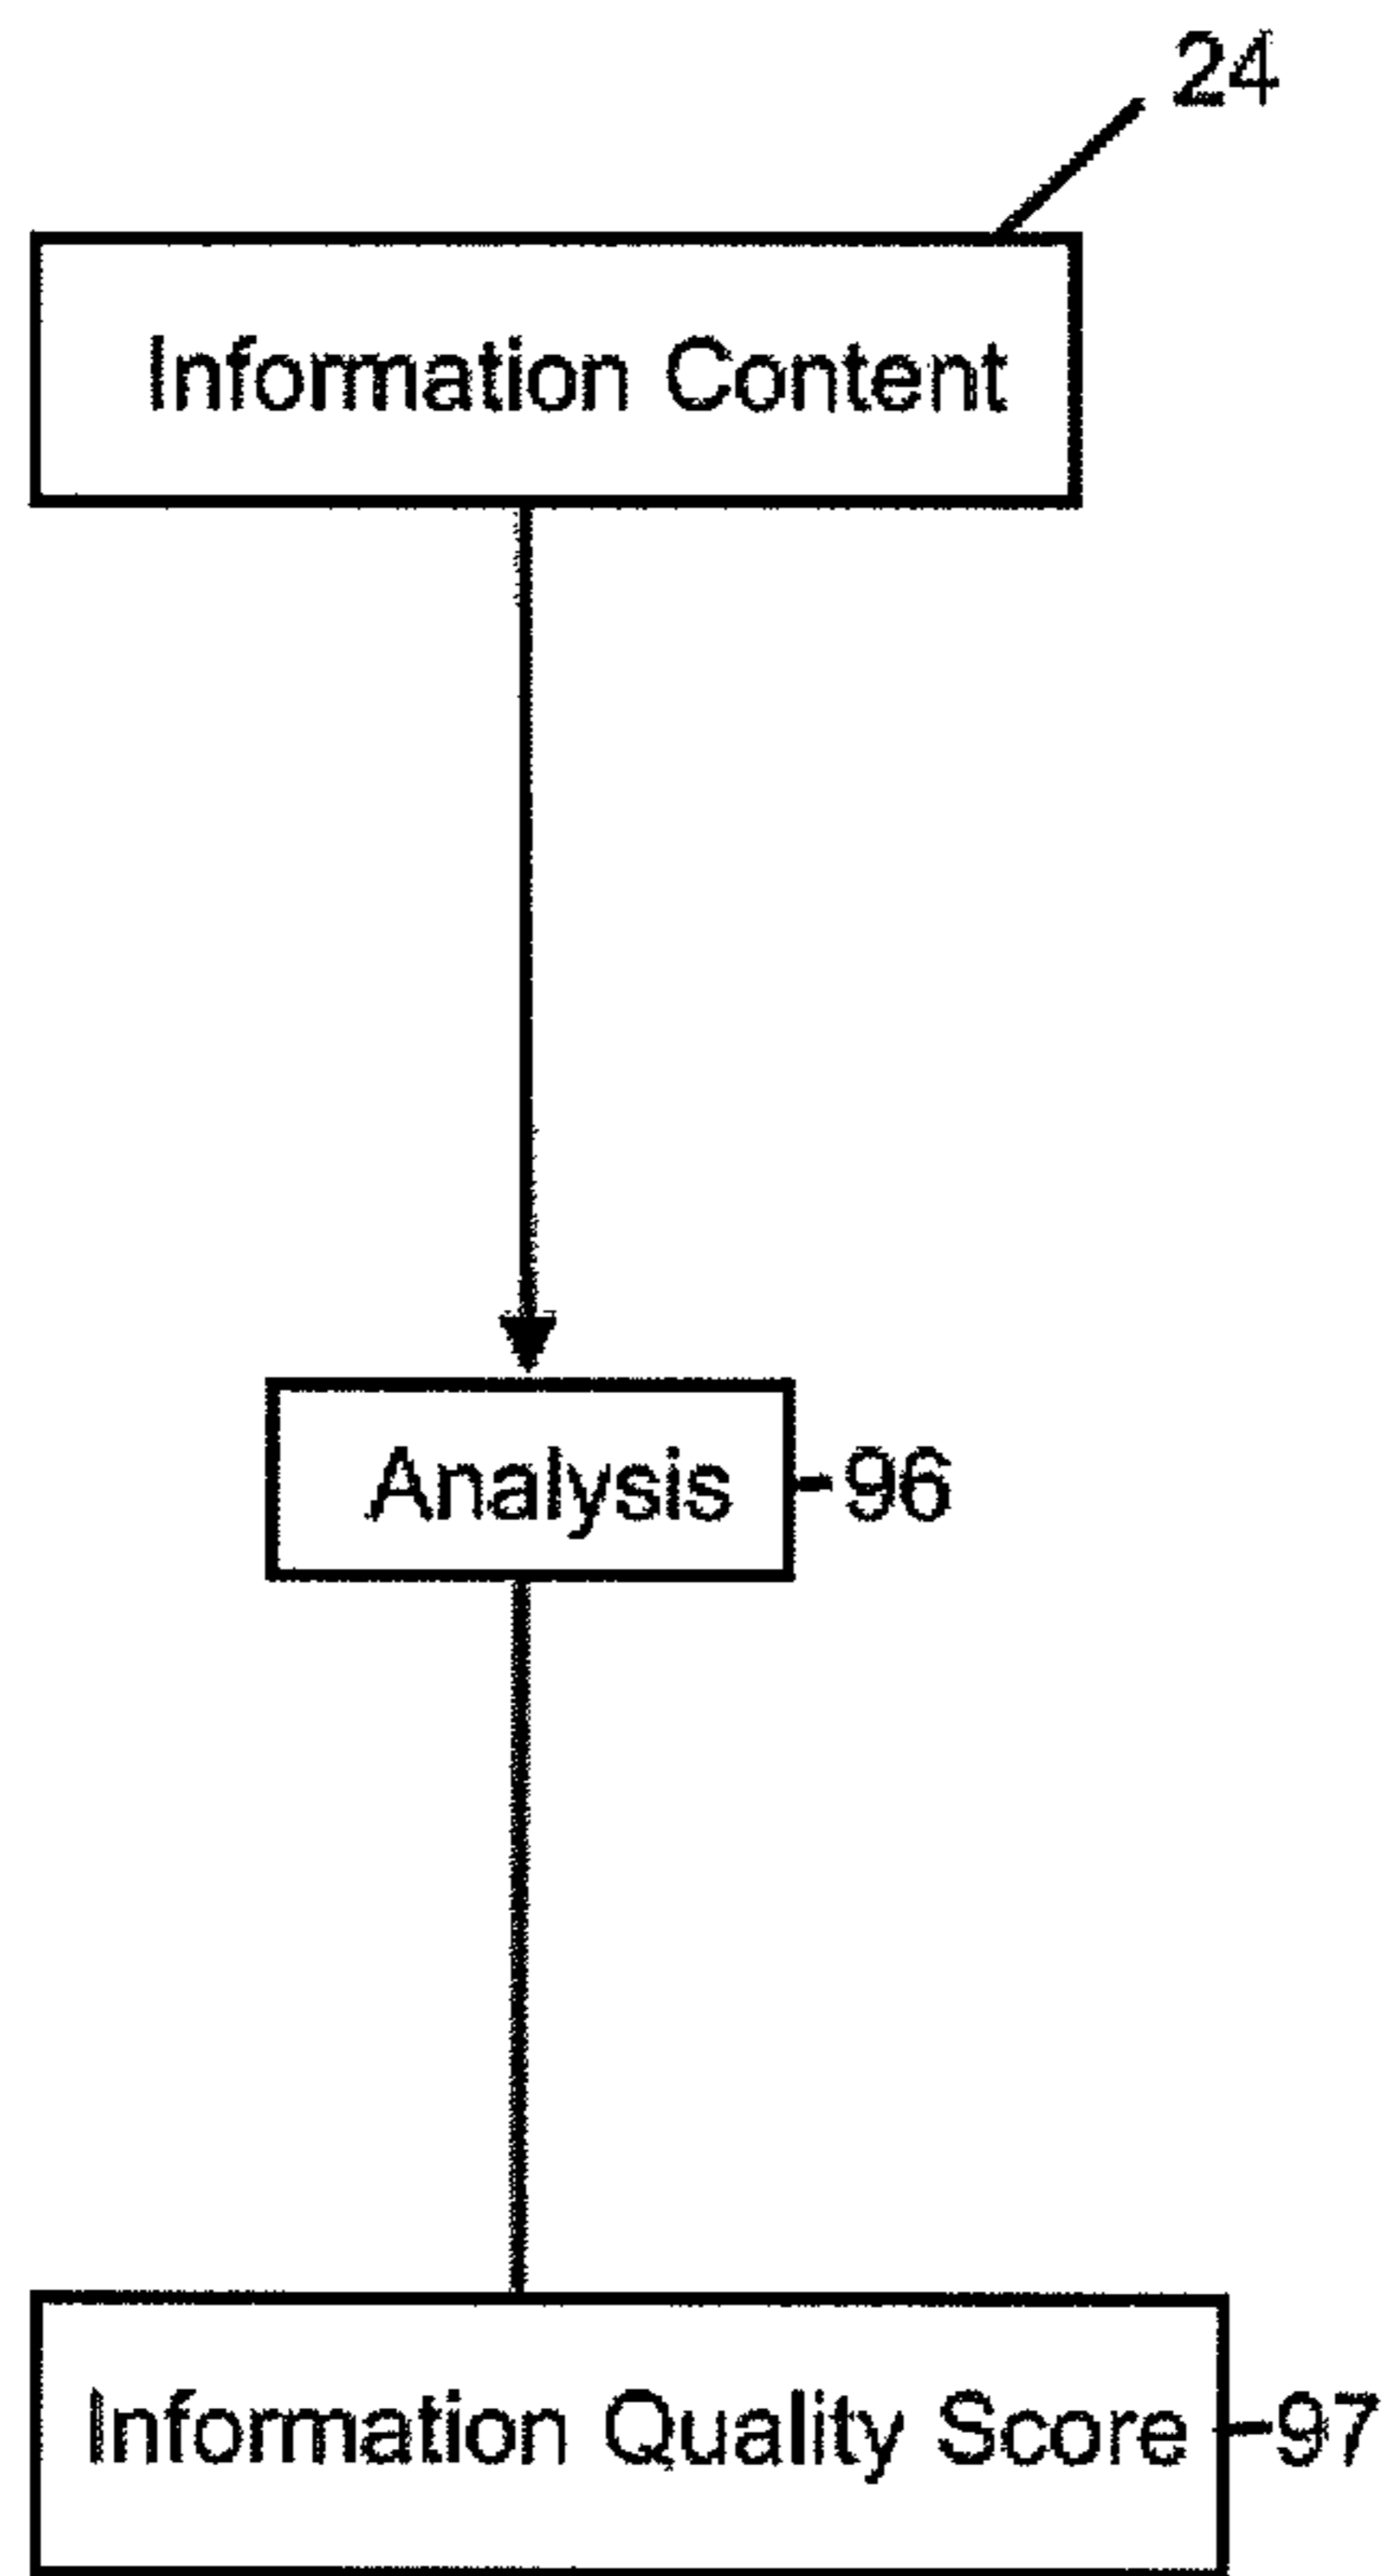 24
Information Content
Analysis
96
Information Quality Score
97